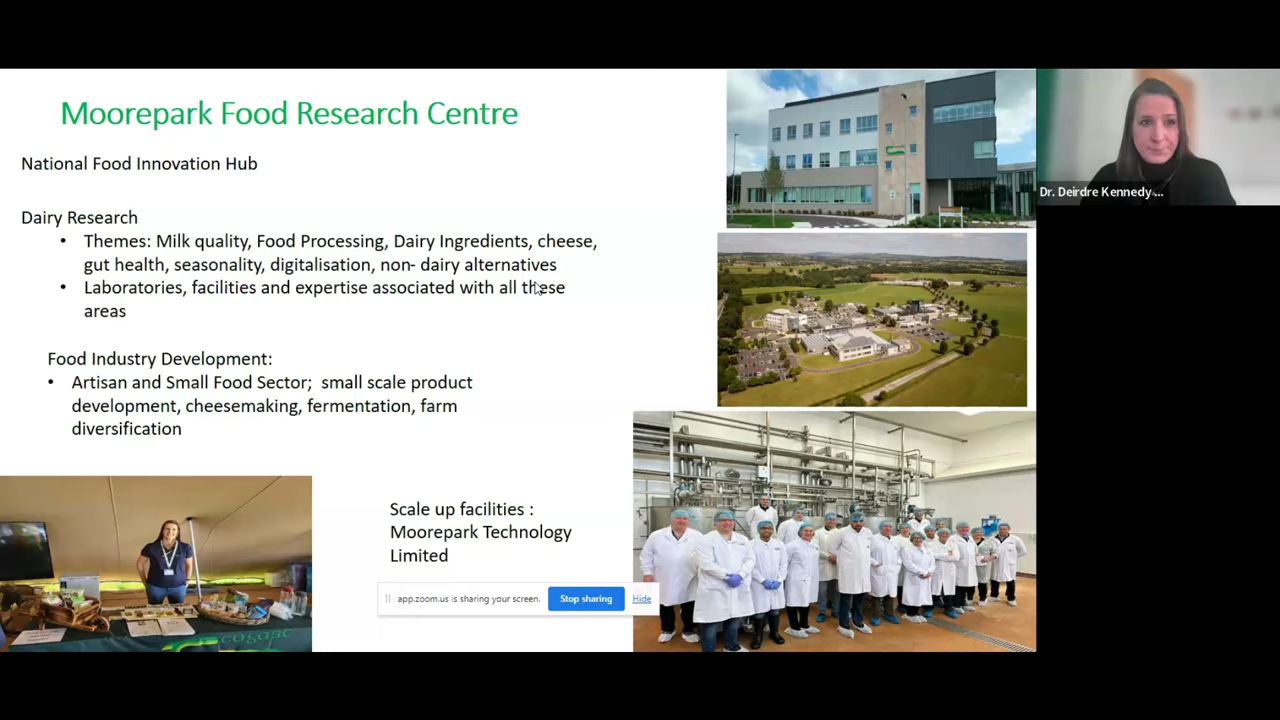 Moorepark Food Research Centre
National Food Innovation Hub
Dairy Research
• Themes: Milk quality, Food Processing, Dairy Ingredients, cheese,
gut health, seasonality, digitalisation, non- dairy alternatives
• Laboratories, facilities and expertise associated with all these
areas
Food Industry Development:
• Artisan and Small Food Sector; small scale product
development, cheesemaking, fermentation, farm
diversification
Scale up facilities :
Moorepark Technology
Limited
app.zoom.us is sharing your screen.
Stop sharing
Hide
Dr. Deirdre Kennedy-...
teagasc